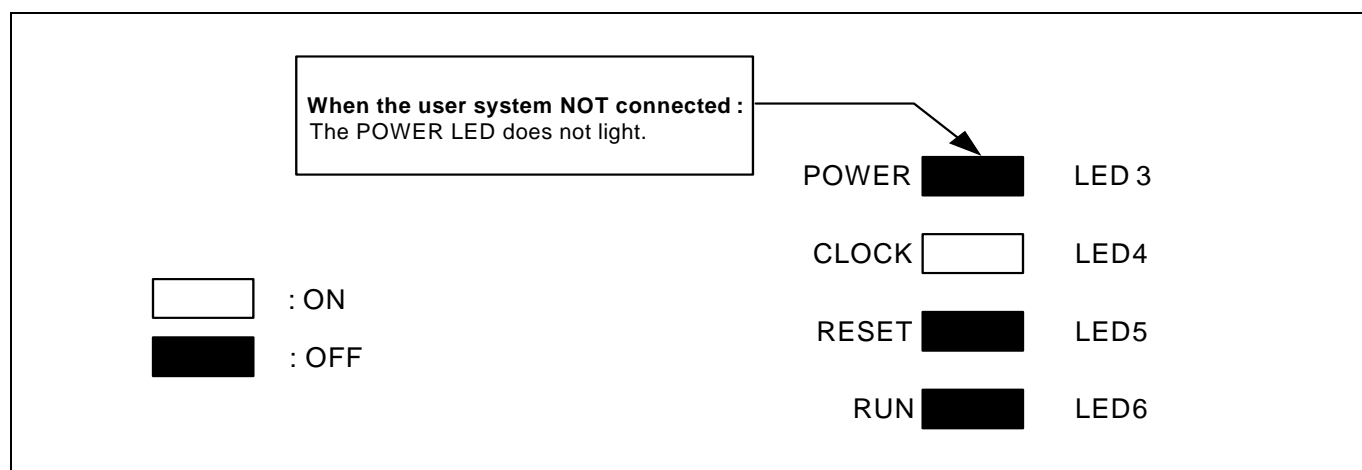 When the user system NOT connected :
The POWER LED does not light.
POWER LED 3
CLOCK LED4
: ON
RESET LED5
: OFF
RUN LED6